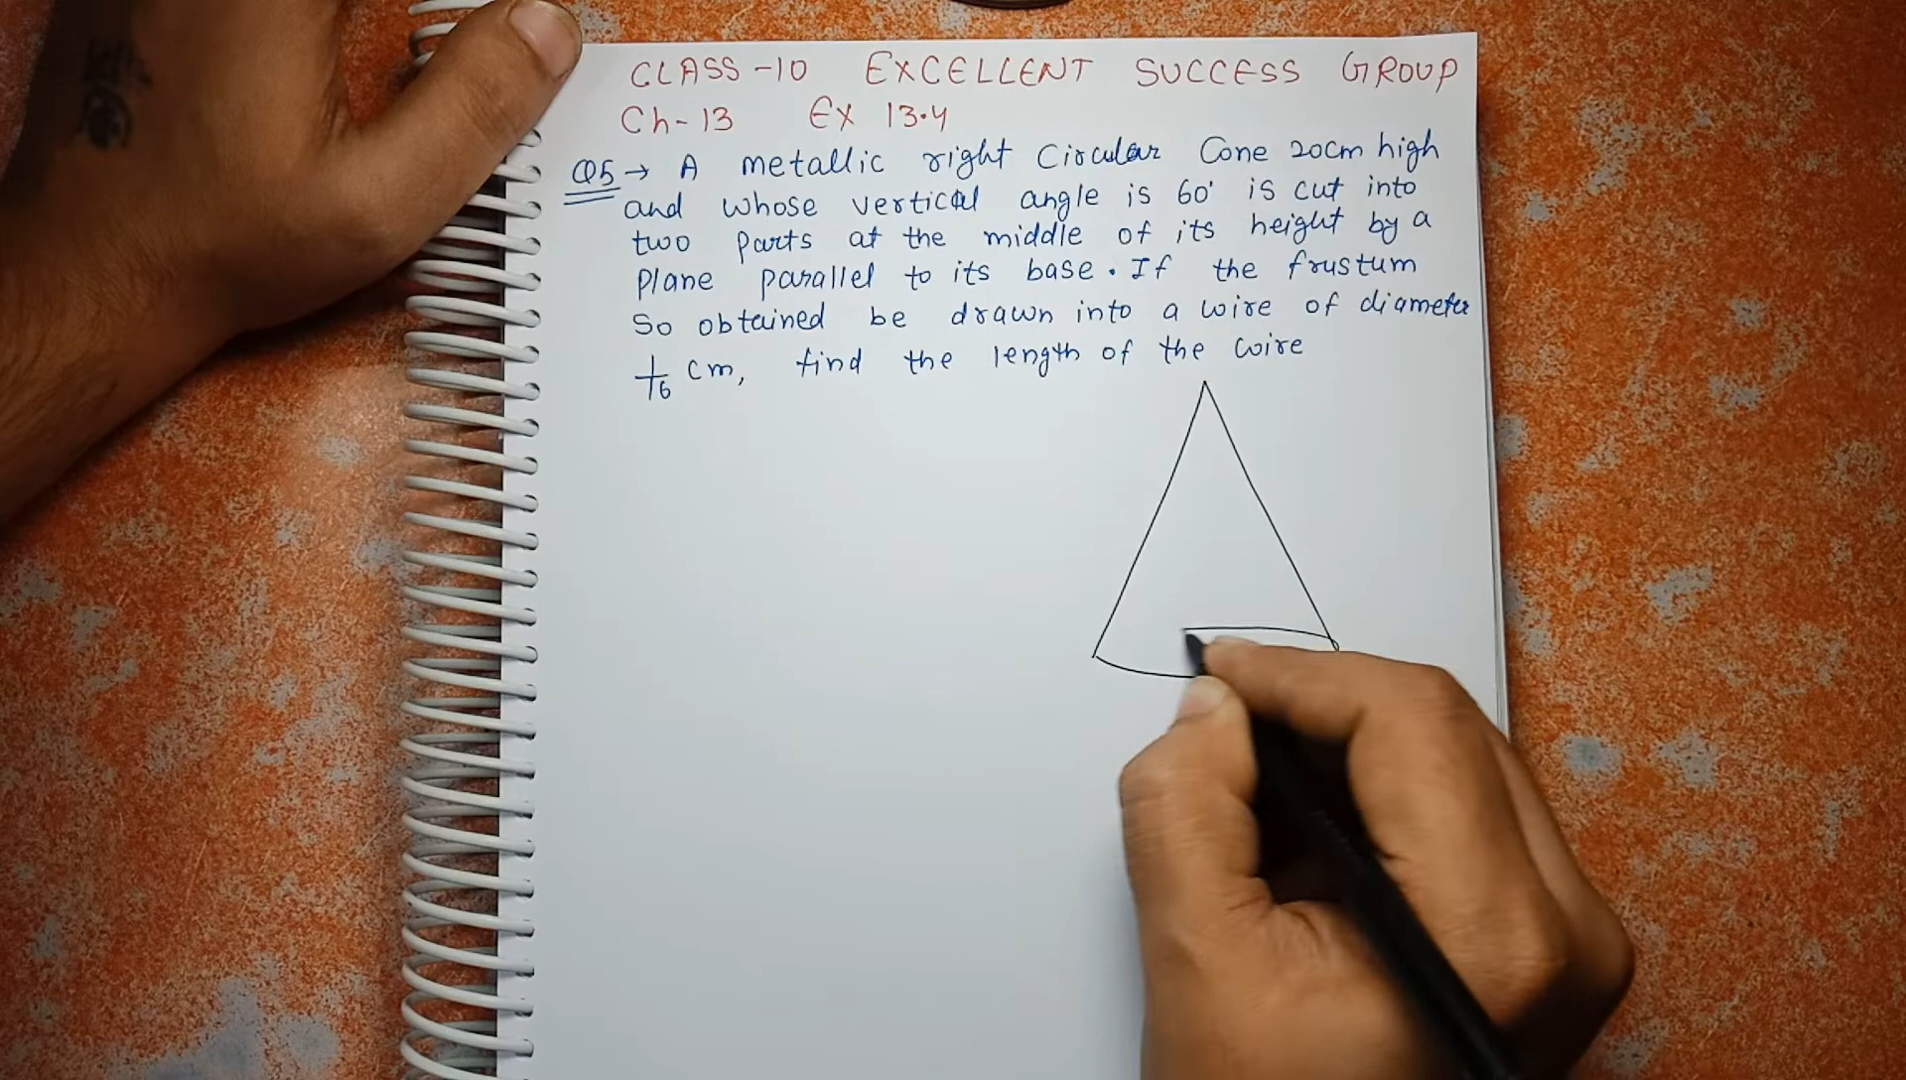 CLASS-10 EXCELLENT SUCCESS GROUP
Ch-13 Ex 13.4
Q5→ A metallic right Circular Cone 20cm high
and whose vertical angle is 60° is cut into
two parts at the middle of its height by a
Plane parallel to its base. If the frustum
So obtained be drawn into a wire of diameter
1/16 cm, find the length of the wire